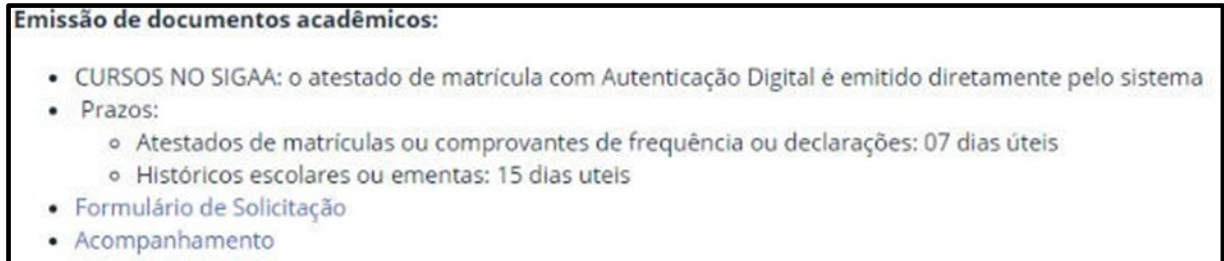 Emissão de documentos acadêmicos:
• CURSOS NO SIGAA: o atestado de matrícula com Autenticação Digital é emitido diretamente pelo sistema
• Prazos:
◦ Atestados de matrículas ou comprovantes de frequência ou declarações: 07 dias úteis
◦ Históricos escolares ou ementas: 15 dias uteis
• Formulário de Solicitação
• Acompanhamento